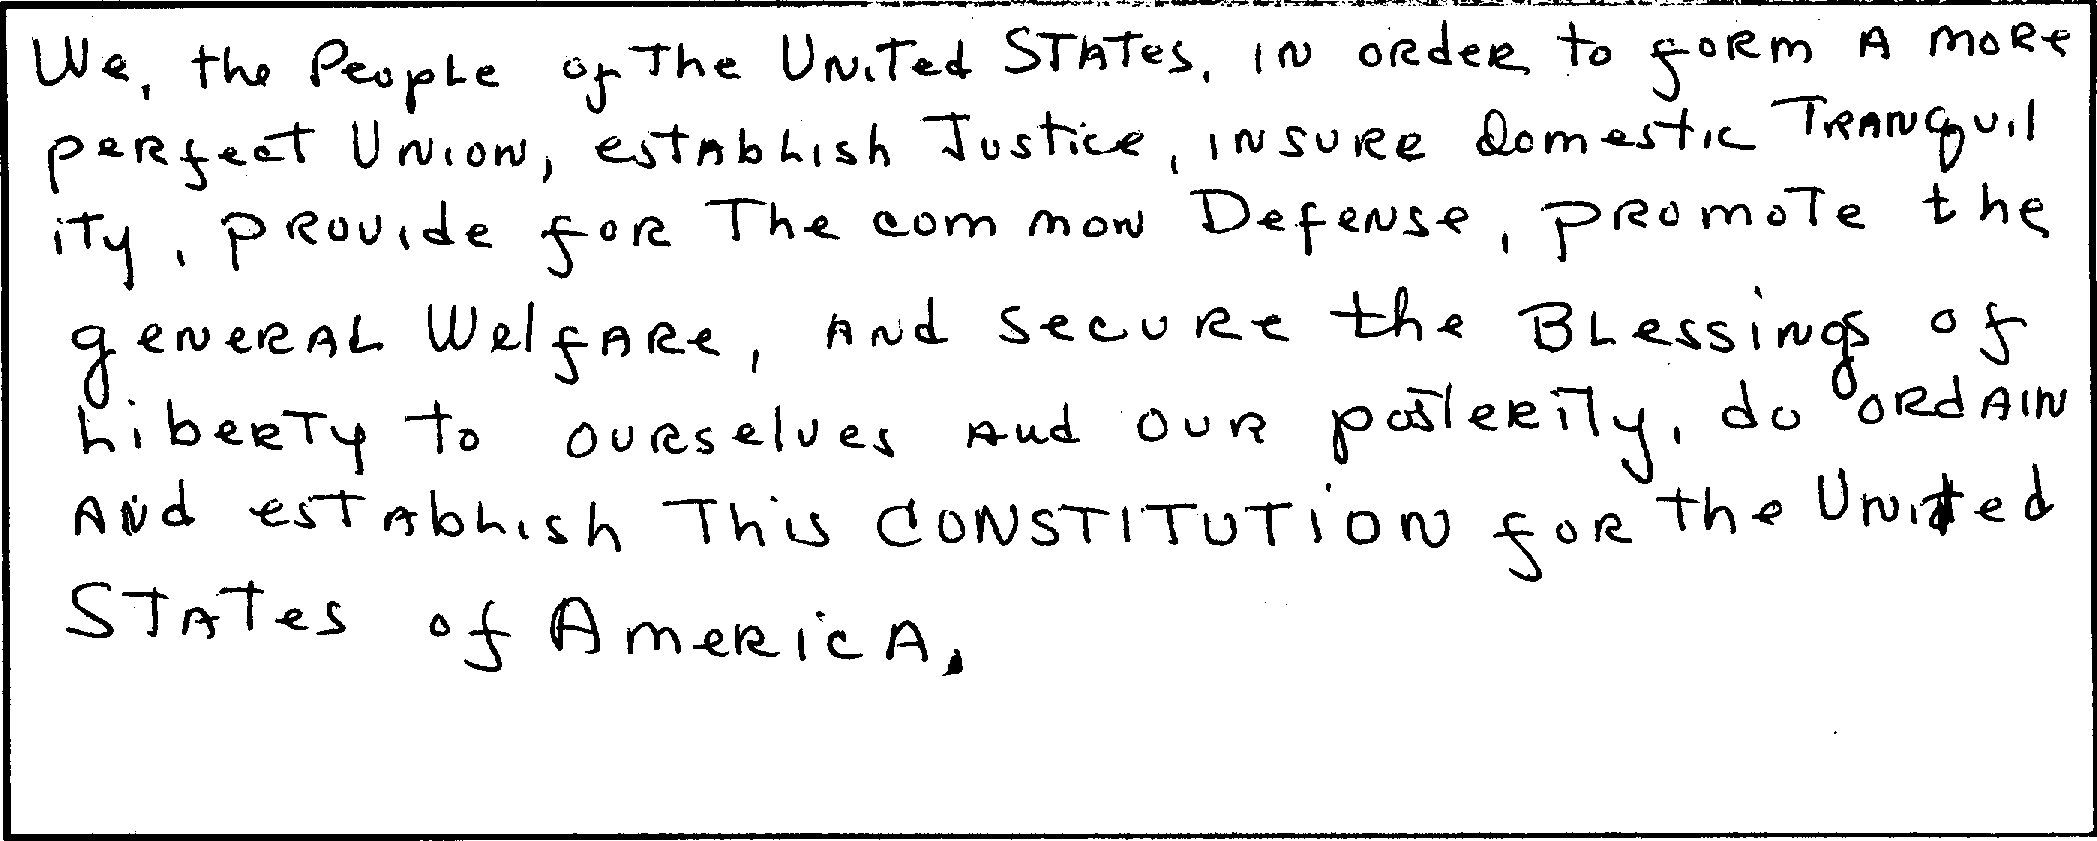 We, the People of The United States, in order to form a more
perfect Union, establish Justice, insure Domestic Tranquil
ity, provide for The common Defense, promote the
general Welfare, and secure the Blessings of
Liberty to ourselves and our posterity, do ordain
and establish This CONSTITUTION for the United
States of America.